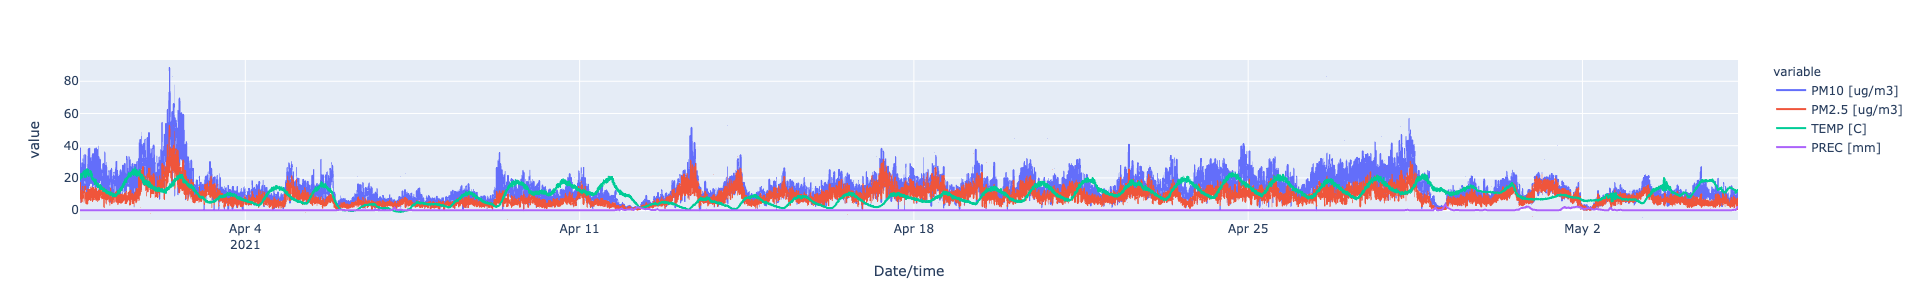 variable
PM10 [ug/m3]
PM2.5 [ug/m3]
TEMP [C]
PREC [mm]
value
80
60
40
20
0
Apr 4
2021
Apr 11
Apr 18
Apr 25
May 2
Date/time